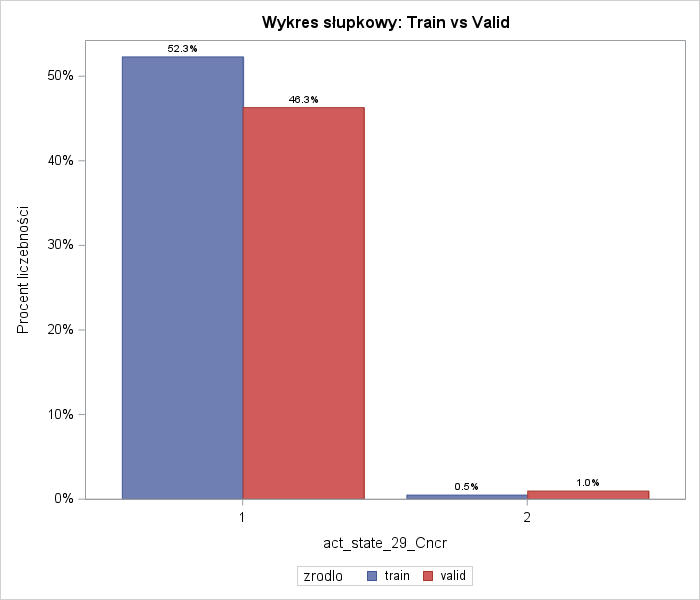 Wykres słupkowy: Train vs Valid
52.3%
46.3%
0.5%
1.0%
50%
40%
30%
20%
10%
0%
Procent liczebności
1 2
act_state_29_Cncr
zrodlo train valid